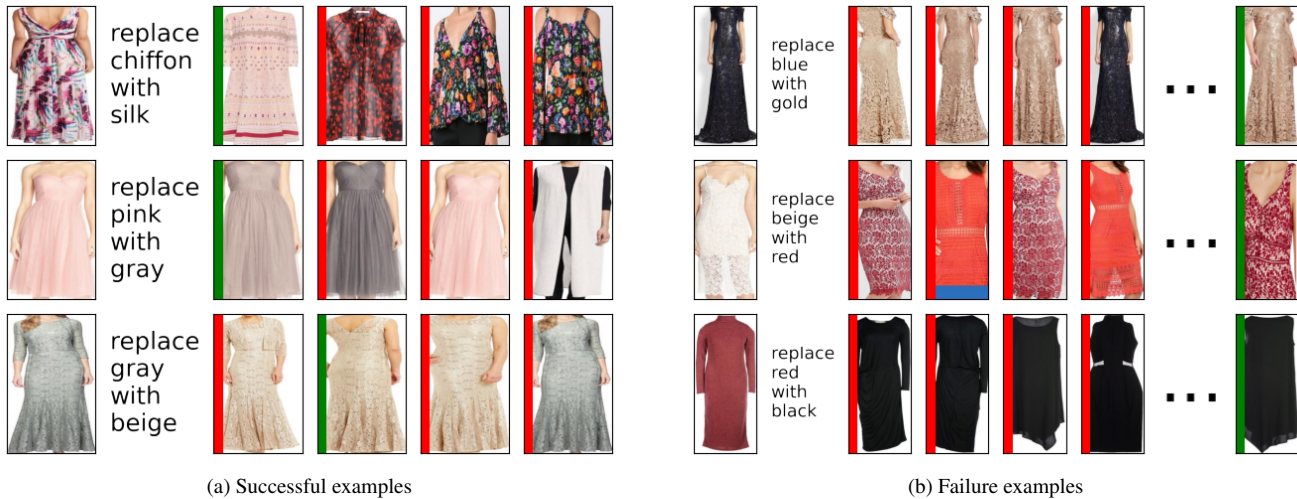 replace
chiffon
with
silk
replace
pink
with
gray
replace
gray
with
beige
(a) Successful examples
replace
blue
with
gold
...
replace
beige
with
red
...
replace
red
with
black
...
(b) Failure examples